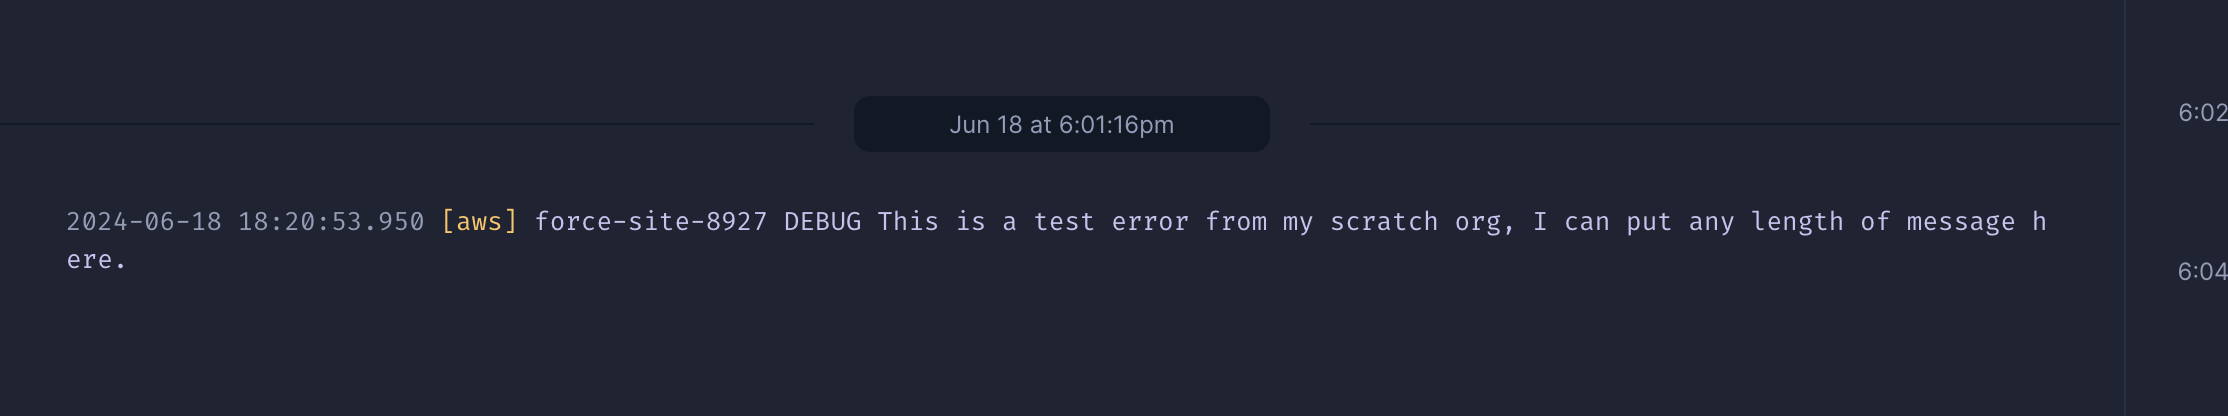 Jun 18 at 6:01:16pm
6:02
2024-06-18 18:20:53.950 [aws] force-site-8927 DEBUG This is a test error from my scratch org, I can put any length of message h
ere.
6:04